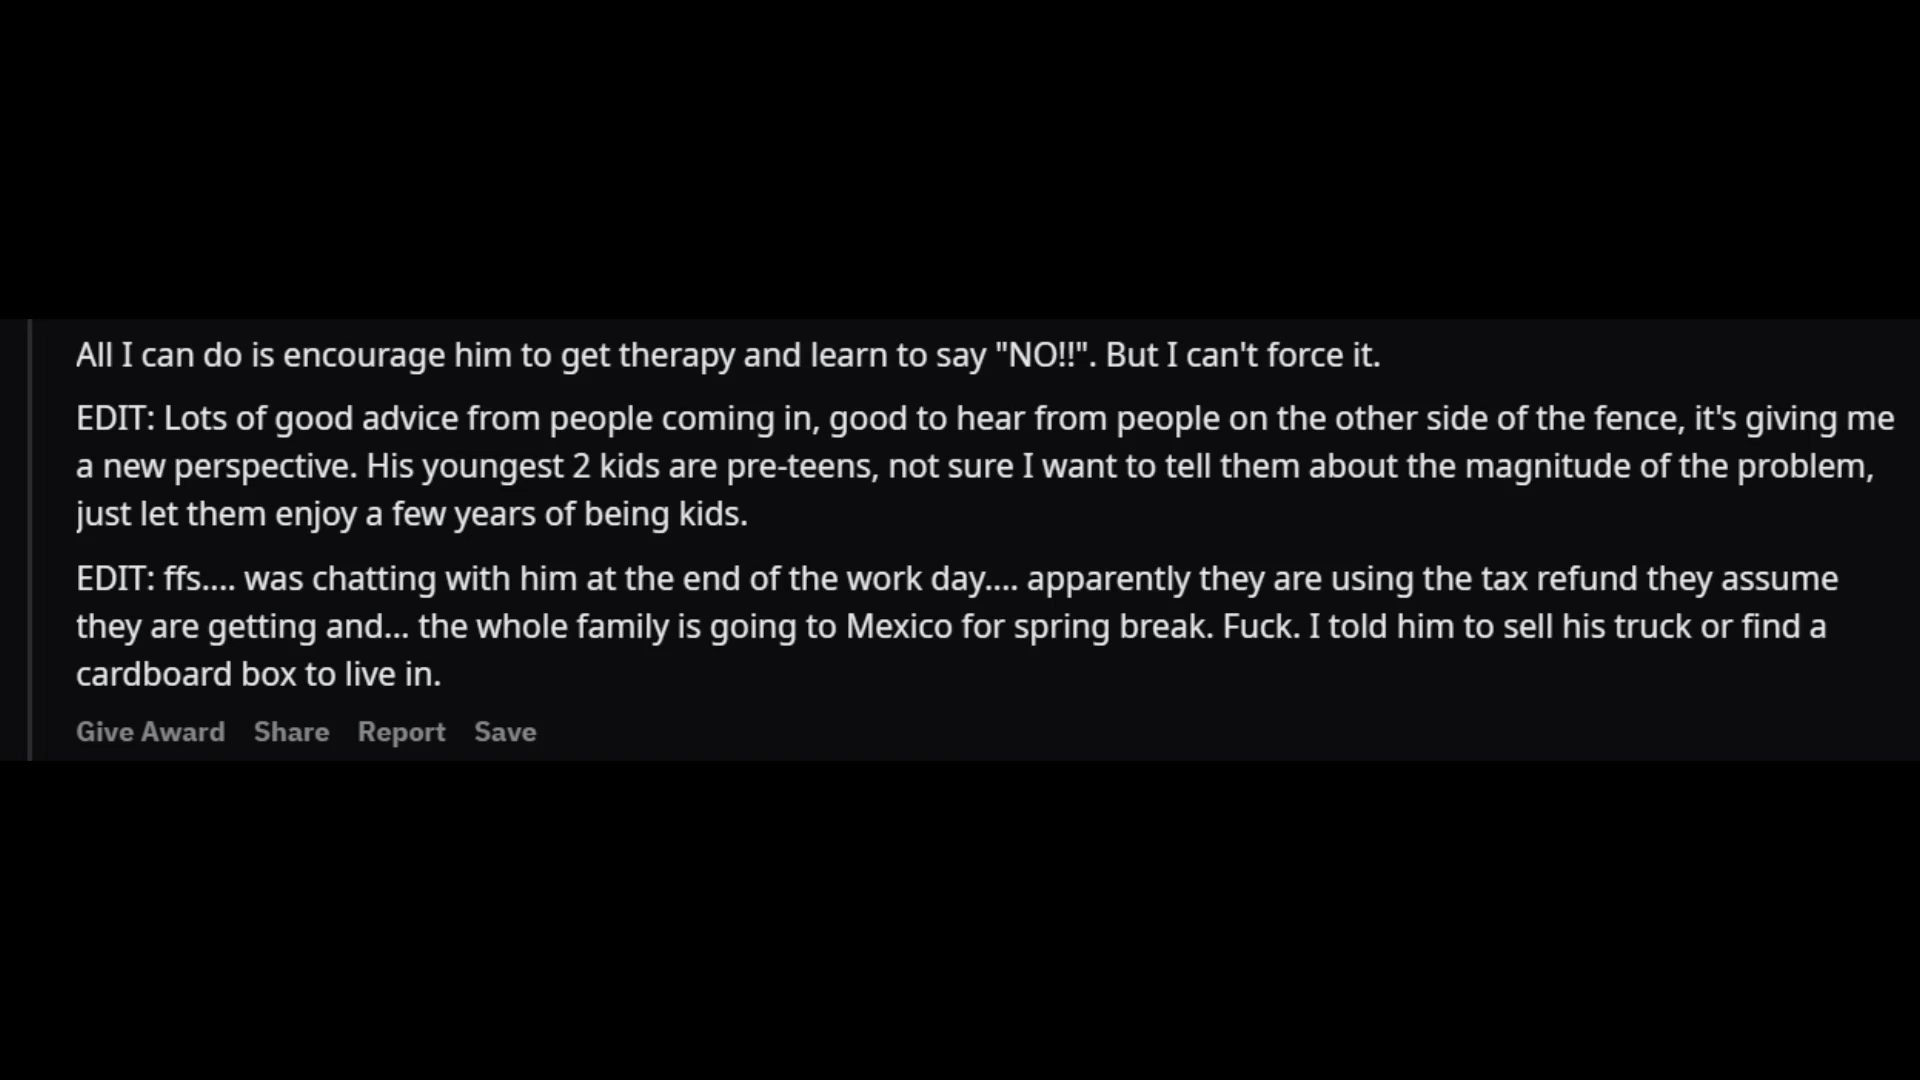 All I can do is encourage him to get therapy and learn to say "NO!!". But I can't force it.
EDIT: Lots of good advice from people coming in, good to hear from people on the other side of the fence, it's giving me
a new perspective. His youngest 2 kids are pre-teens, not sure I want to tell them about the magnitude of the problem,
just let them enjoy a few years of being kids.
EDIT: ffs.... was chatting with him at the end of the work day.... apparently they are using the tax refund they assume
they are getting and... the whole family is going to Mexico for spring break. Fuck. I told him to sell his truck or find a
cardboard box to live in.
Give Award Share Report Save